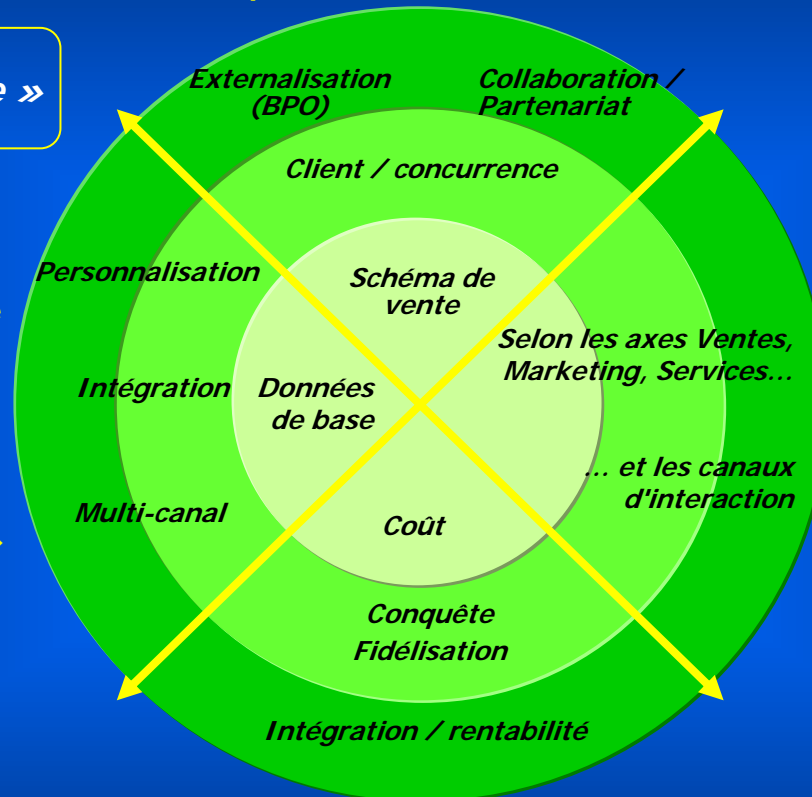 e »
Externalisation
(BPO)
Collaboration /
Partenariat
Client / concurrence
Personnalisation
Schéma de
vente
Selon les axes Ventes,
Marketing, Services...
Intégration
Données
de base
... et les canaux
d'interaction
Multi-canal
Coût
Conquête
Fidélisation
Intégration / rentabilité